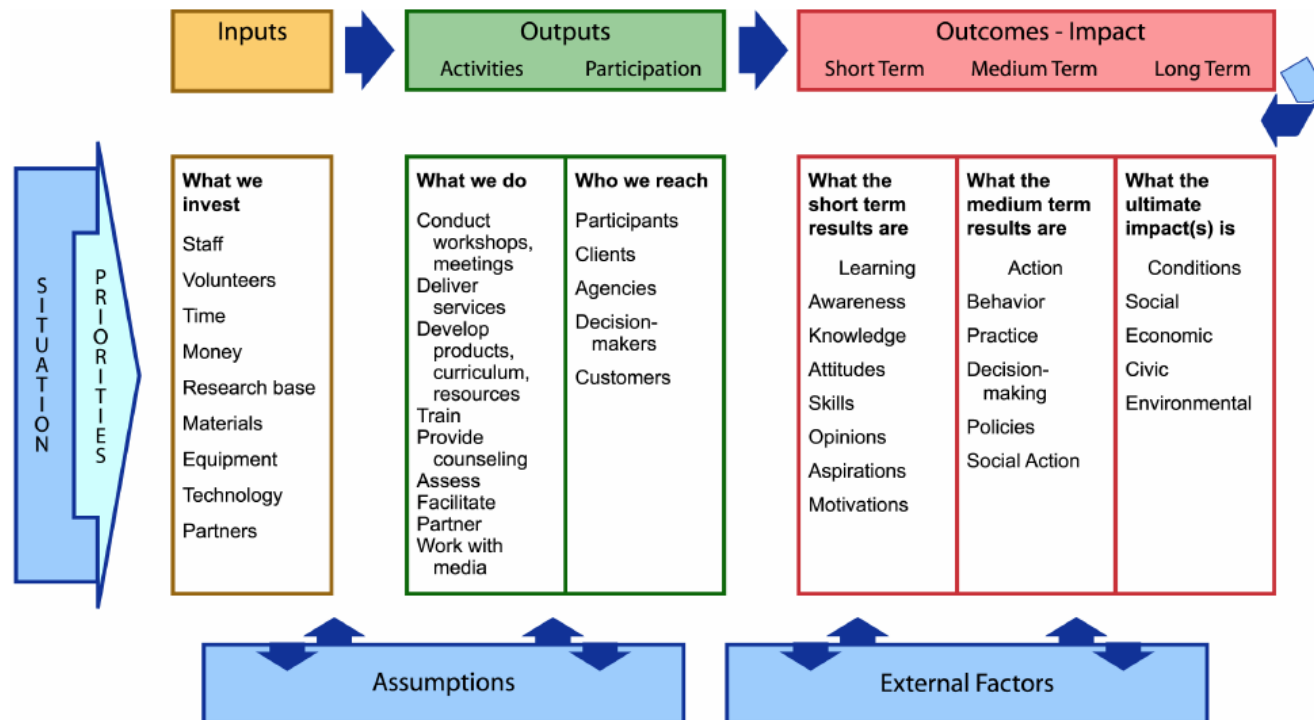 Inputs
Outputs
Activities
Participation
Outcomes - Impact
Short Term
Medium Term
Long Term
SITUATION
PRIORITIES
What we
invest
Staff
Volunteers
Time
Money
Research base
Materials
Equipment
Technology
Partners
What we do
Conduct
workshops,
meetings
Deliver
services
Develop
products,
curriculum,
resources
Train
Provide
counseling
Assess
Facilitate
Partner
Work with
media
Who we reach
Participants
Clients
Agencies
Decision-
makers
Customers
What the
short term
results are
Learning
Awareness
Knowledge
Attitudes
Skills
Opinions
Aspirations
Motivations
What the
medium term
results are
Action
Behavior
Practice
Decision-
making
Policies
Social Action
What the
ultimate
impact(s) is
Conditions
Social
Economic
Civic
Environmental
Assumptions
External Factors